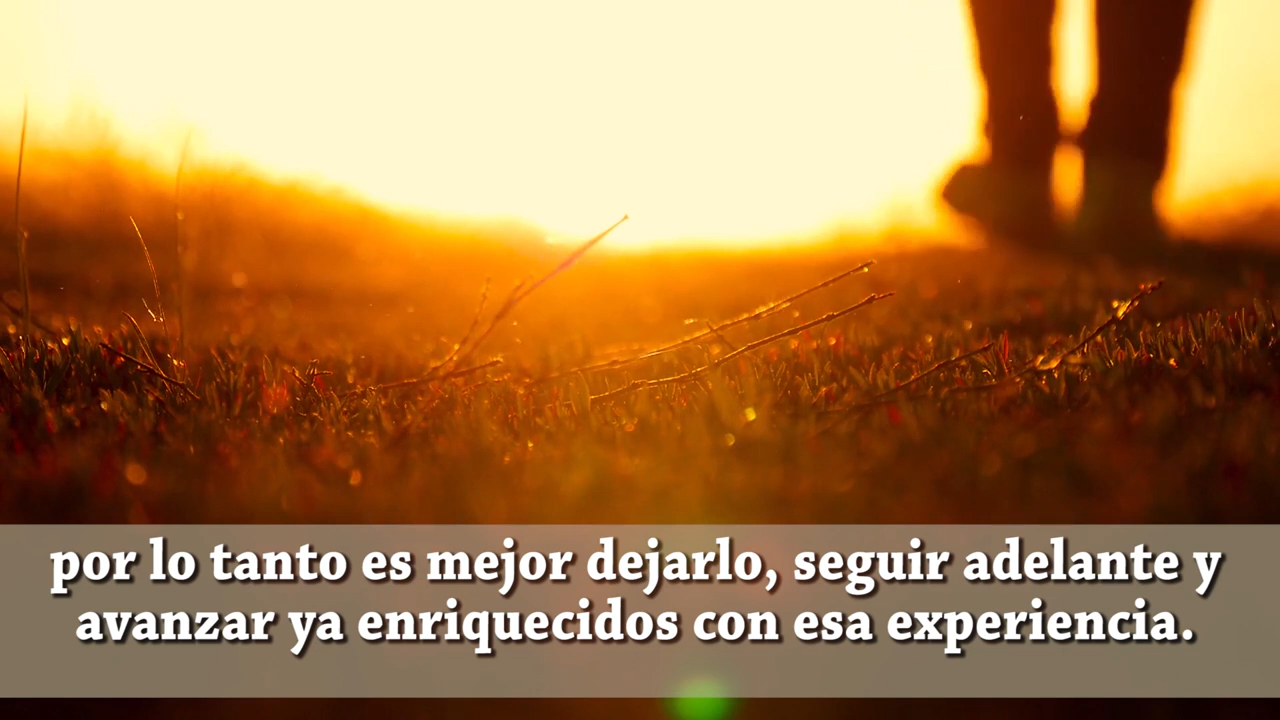 por lo tanto es mejor dejarlo, seguir adelante y
avanzar ya enriquecidos con esa experiencia.